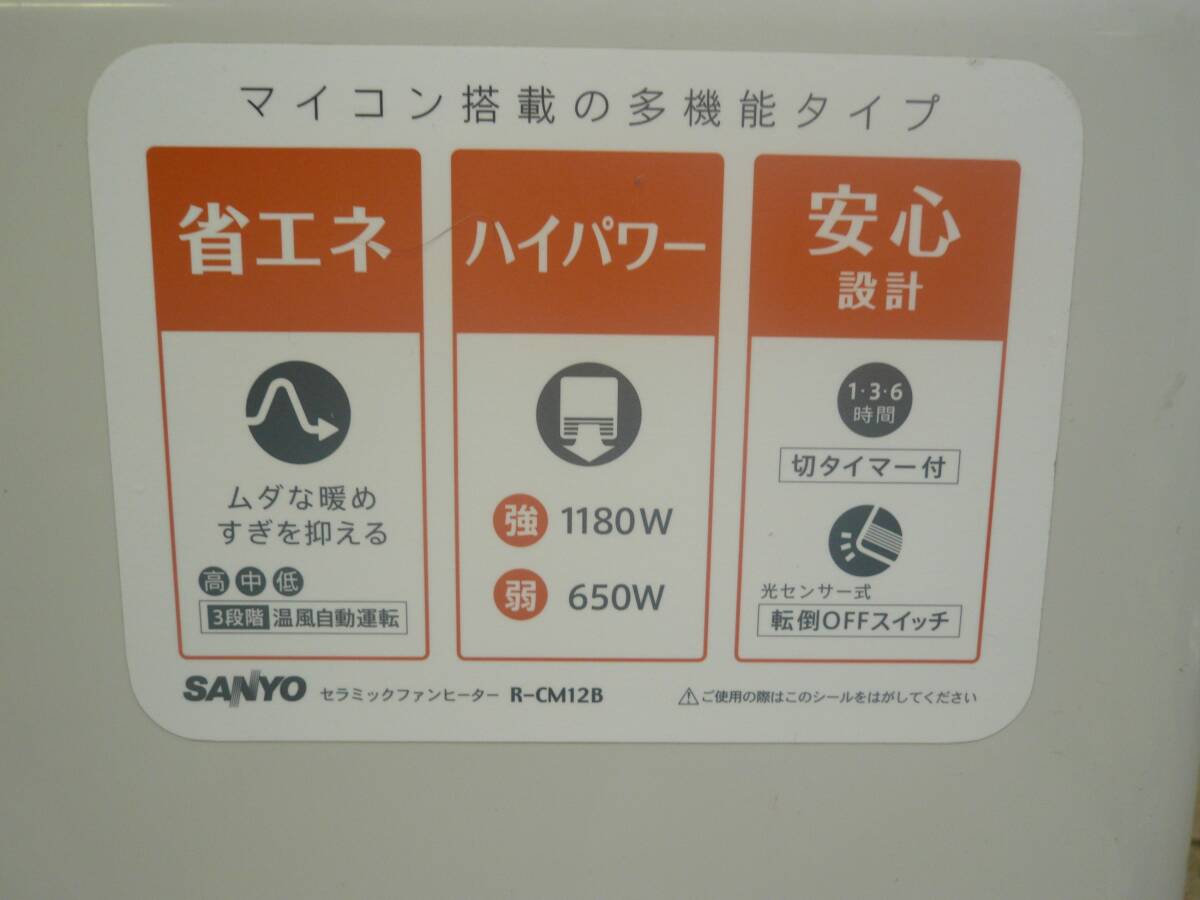 マイコン搭載の多機能タイプ
省エネ
ムダな暖め
すぎを抑える
高 中 低
3段階 温風自動運転
ハイパワー
強 1180W
弱 650W
安心
設計
1・3・6
時間
切タイマー付
光センサー式
転倒OFFスイッチ
SANYO セラミックファンヒーター R-CM12B
⚠ご使用の際はこのシールをはがしてください